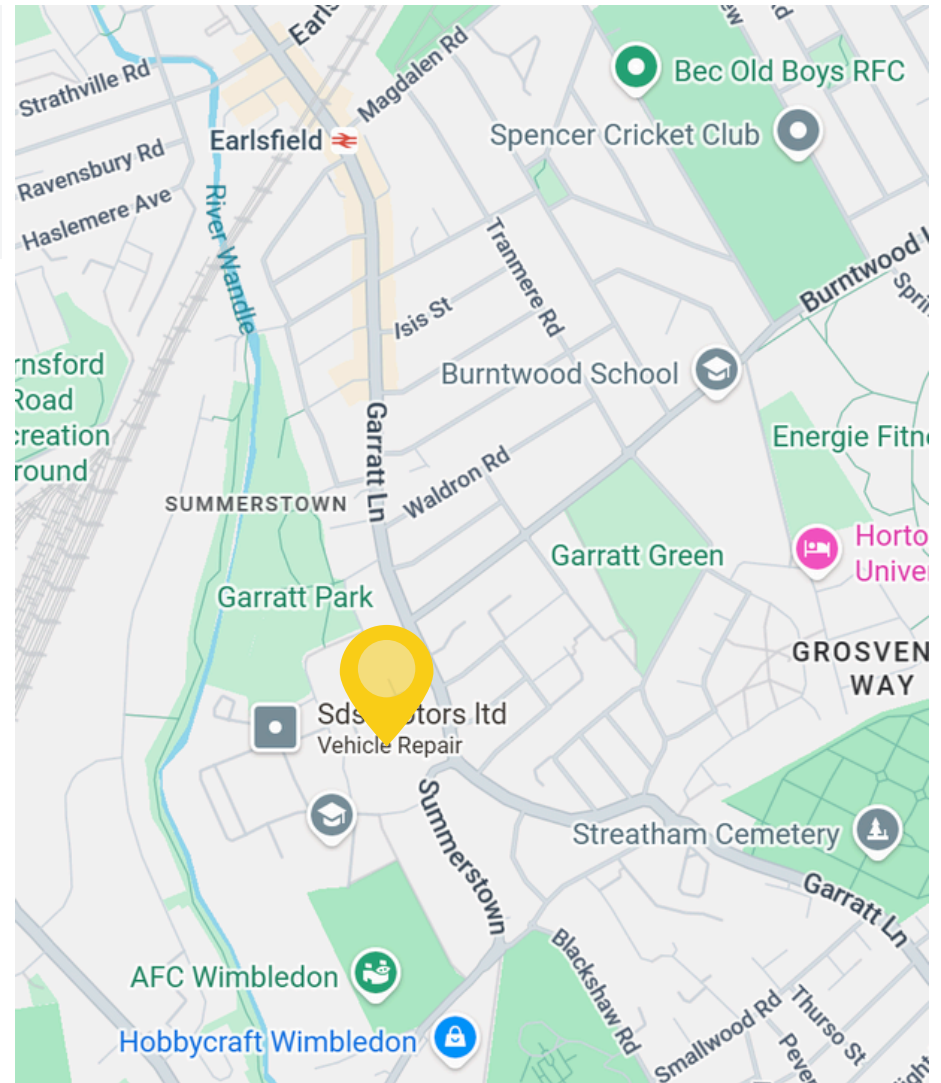 Earls
Magdalen Rd
Strathville Rd
Bec Old Boys RFC
Earlsfield
Spencer Cricket Club
Ravensbury Rd
Haslemere Ave
River Wandle
Tranmere Rd
Burntwood L
Isis St
rnsford
Road
creation
round
Burntwood School
Garratt Ln
Energie Fitne
Waldron Rd
SUMMERSTOWN
Garratt Green
Horto
Univer
Garratt Park
GROSVEN
WAY
Vehicle Repair
Summerstown
Streatham Cemetery
Garratt Ln
Blackshaw Rd
AFC Wimbledon
Hobbycraft Wimbledon
Smallwood Rd
Thurso St